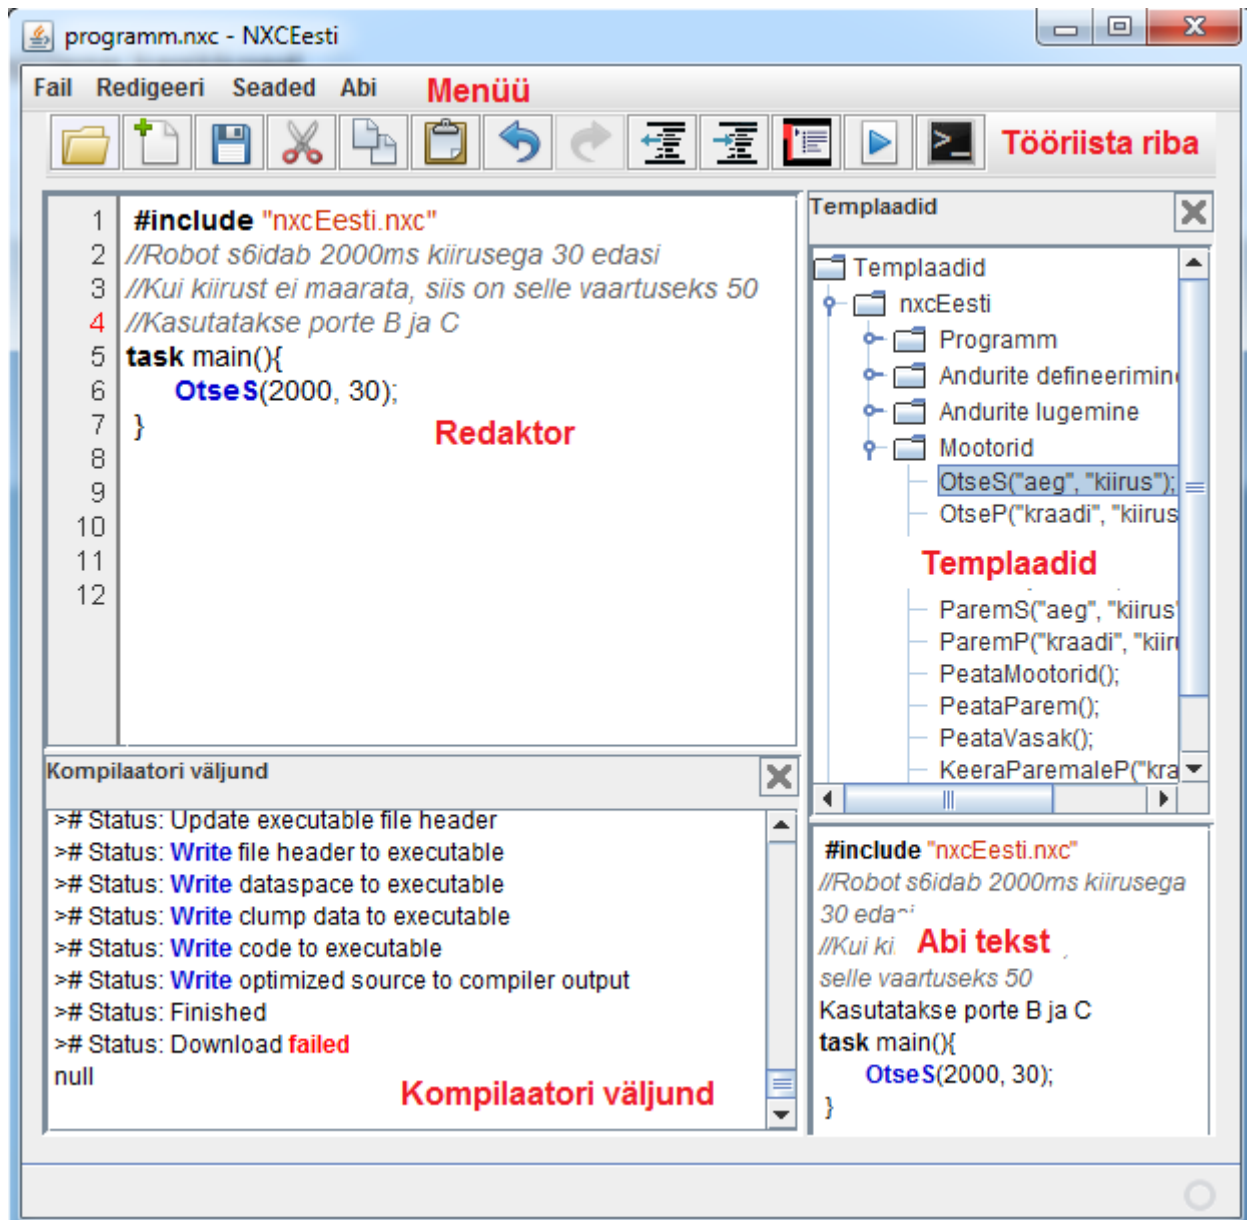 programm.nxc - NXCEesti
Fail Redigeeri Seaded Abi Menüü
Tööriista riba
1 #include "nxcEesti.nxc"
2 //Robot s6idab 2000ms kiirusega 30 edasi
3 //Kui kiirust ei maarata, siis on selle vaartuseks 50
4 //Kasutatakse porte B ja C
5 task main(){
6 OtseS(2000, 30);
7 }
8
9
10
11
12
Redaktor
Templaadid
Templaadid
nxcEesti
Programm
Andurite defineerimin
Andurite lugemine
Mootorid
OtseS("aeg", "kiirus");
OtseP("kraadi", "kiirus
Templaadid
ParemS("aeg", "kiirus"
ParemP("kraadi", "kiiru
PeataMootorid();
PeataParem();
PeataVasak();
KeeraParemaleP("kra
Kompilaatori väljund
># Status: Update executable file header
># Status: Write file header to executable
># Status: Write dataspace to executable
># Status: Write clump data to executable
># Status: Write code to executable
># Status: Write optimized source to compiler output
># Status: Finished
># Status: Download failed
null
Kompilaatori väljund
#include "nxcEesti.nxc"
//Robot s6idab 2000ms kiirusega
30
//Kui
Abi tekst
selle vaartuseks 50
Kasutatakse porte B ja C
task main(){
OtseS(2000, 30);
}